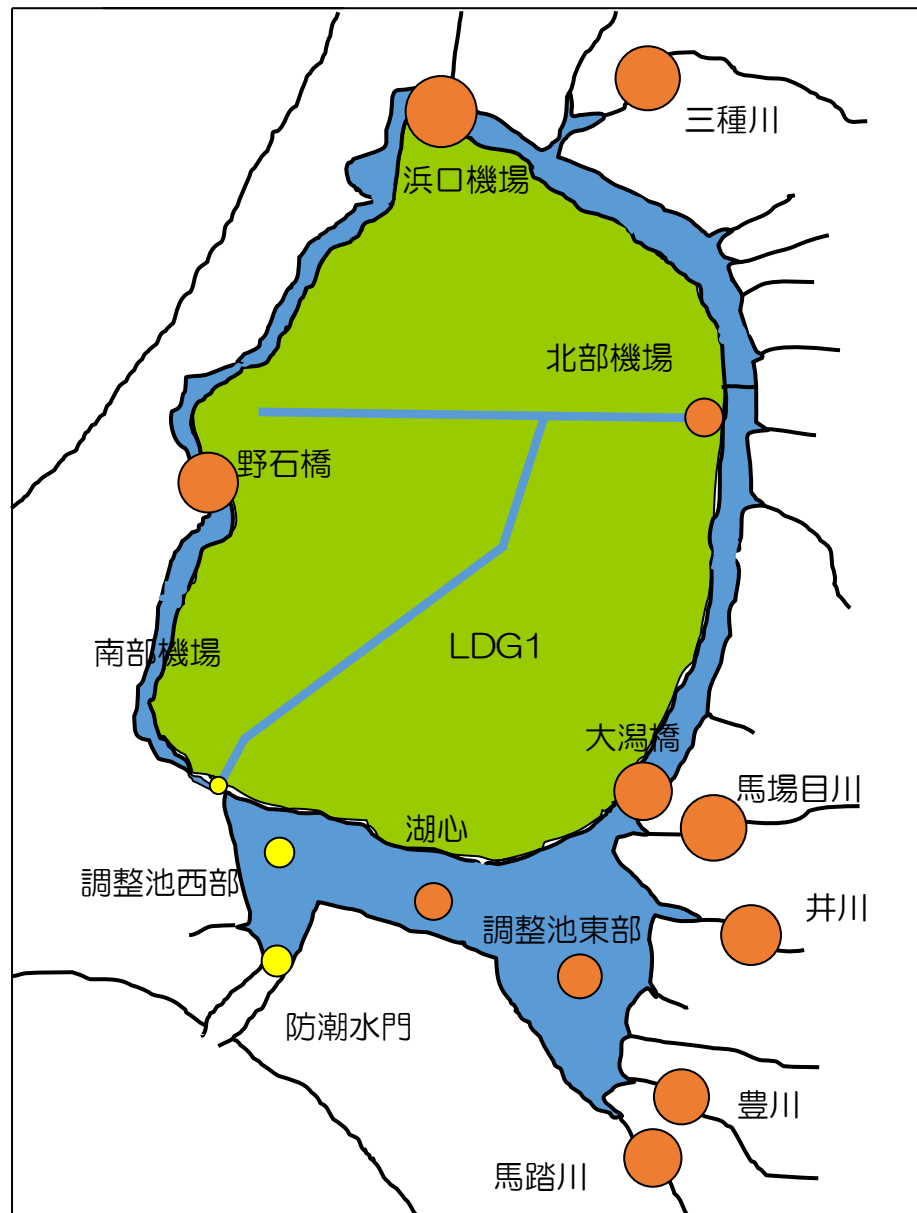 三種川
浜口機場
北部機場
野石橋
LDG1
南部機場
大潟橋
馬場目川
湖心
調整池西部
井川
調整池東部
防潮水門
豊川
馬踏川